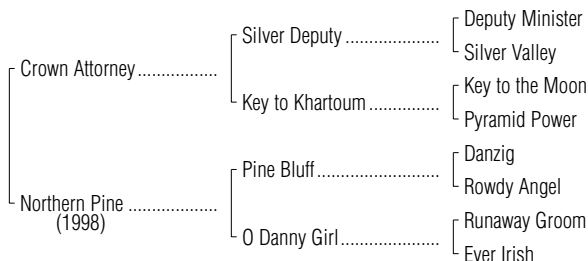 Deputy Minister
Silver Deputy ....................
Silver Valley
Crown Attorney ................
Key to the Moon
Key to Khartoum ...............
Pyramid Power
Danzig
Pine Bluff ..........................
Rowdy Angel
Northern Pine ..................
(1998)
Runaway Groom
O Danny Girl .....................
Ever Irish